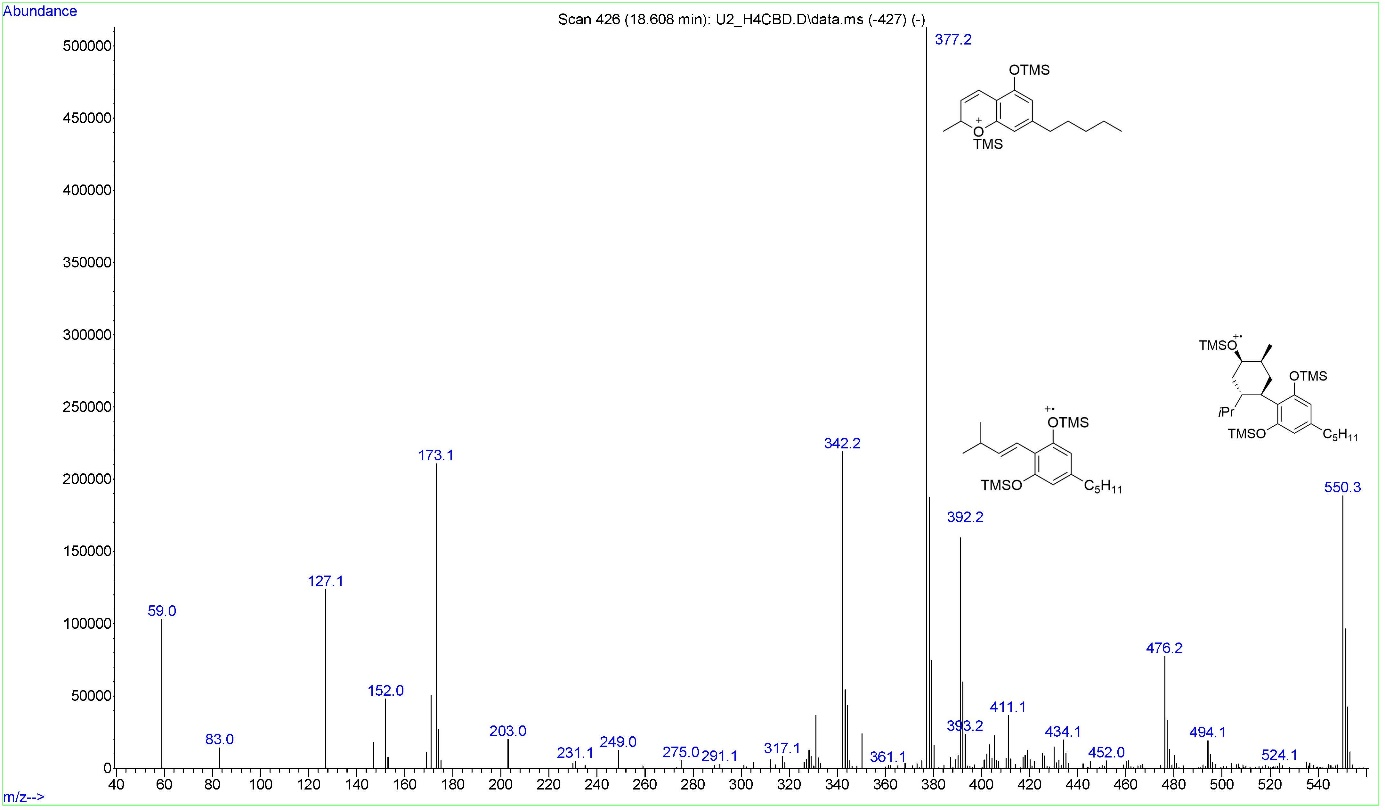 Abundance
Scan 426 (18.608 min): U2_H4CBD.D\data.ms (-427) (-)
500000
450000
400000
350000
300000
250000
200000
150000
100000
50000
0
377.2
OTMS
+
O
TMS
+•
TMSO
OTMS
iPr
TMSO
C5H11
+•
OTMS
TMSO
C5H11
342.2
173.1
550.3
392.2
127.1
59.0
476.2
152.0
411.1
393.2
203.0
434.1
494.1
83.0
249.0
317.1
231.1
275.0
291.1
361.1
452.0
524.1
40 60 80 100 120 140 160 180 200 220 240 260 280 300 320 340 360 380 400 420 440 460 480 500 520 540
m/z-->